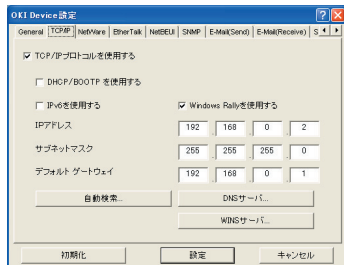 OKI Device 設定
General TCP/IP NetWare EtherTalk NetBEUI SNMP E-Mail(Send) E-Mail(Receive) S
TCP/IPプロトコルを使用する
DHCP/BOOTP を使用する
IPv6を使用する Windows Rallyを使用する
IPアドレス 192 . 168 . 0 . 2
サブネットマスク 255 . 255 . 255 . 0
デフォルト ゲートウェイ 192 . 168 . 0 . 1
自動検索... DNSサーバ...
WINSサーバ...
初期化 設定 キャンセル